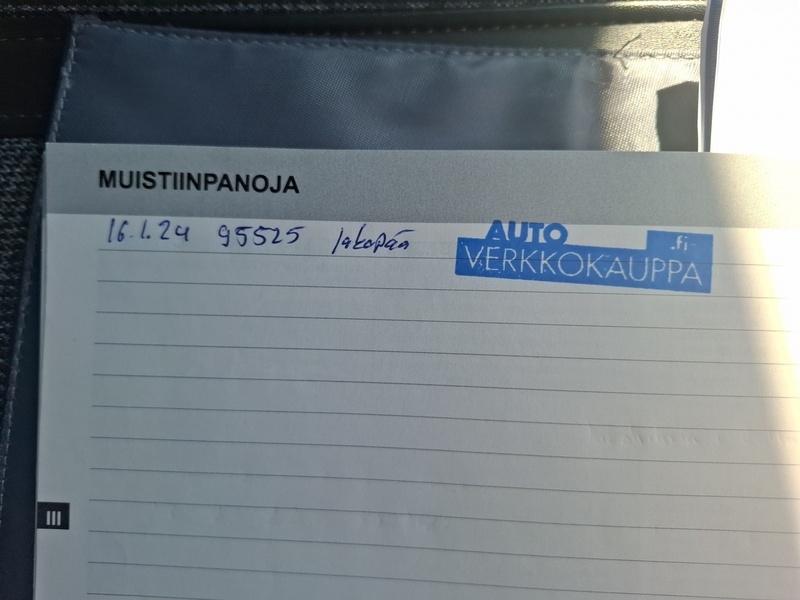 MUISTIINPANOJA
16.1.24 95525 Jakopää
AUTO .fi
VERKKOKAUPPA
III